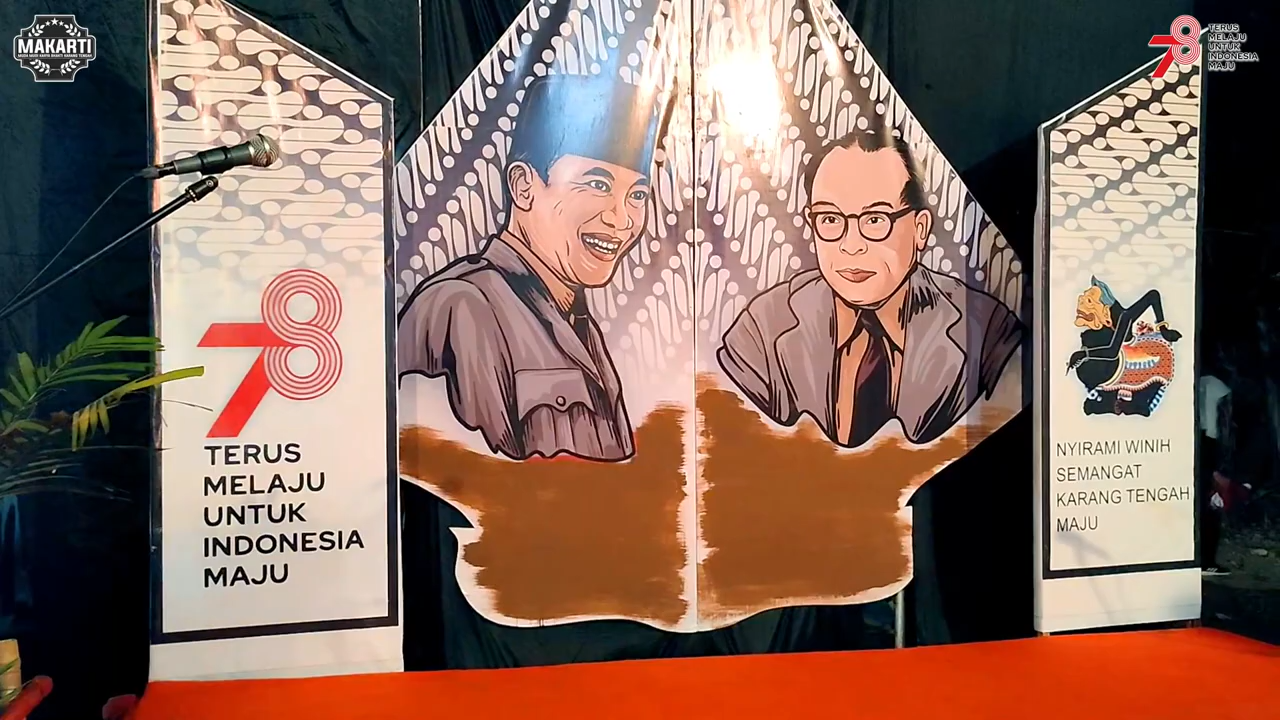 MAKARTI
78
TERUS
MELAJU
UNTUK
INDONESIA
MAJU
78
TERUS
MELAJU
UNTUK
INDONESIA
MAJU
NYIRAMI WINIH
SEMANGAT
KARANG TENGAH
MAJU